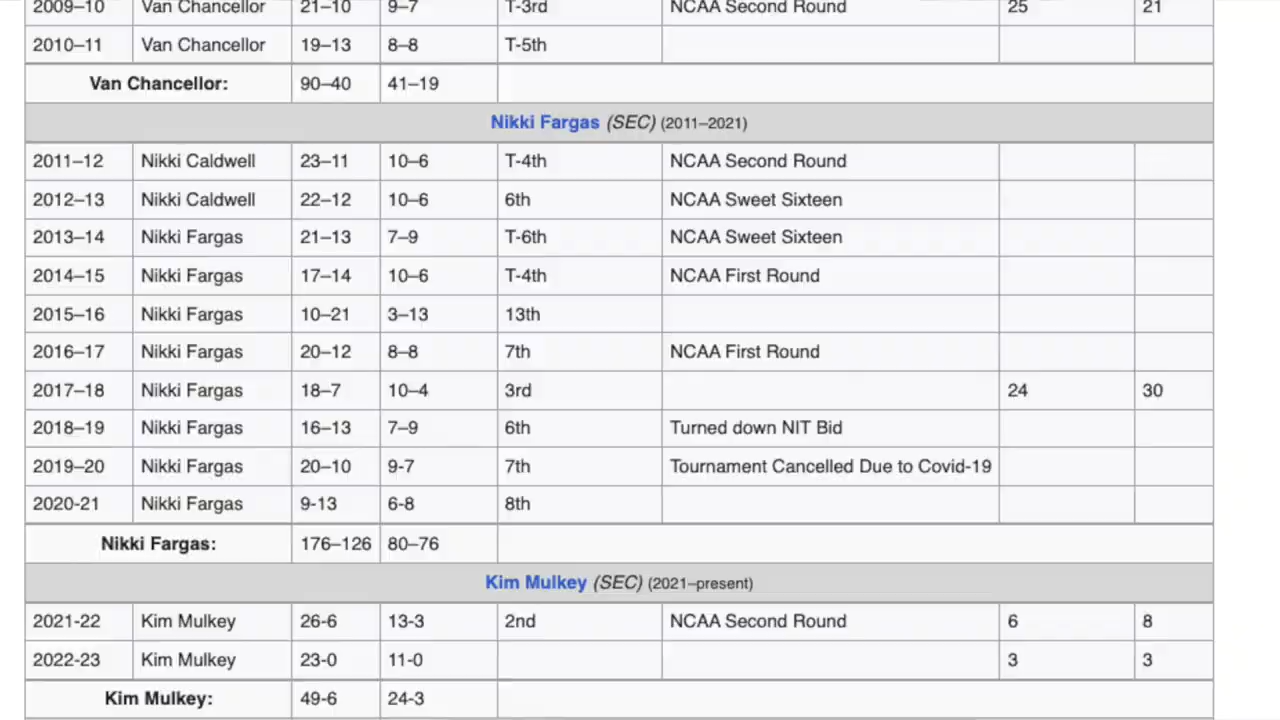 2009–10 Van Chancellor 21–10 9–7 T-3rd NCAA Second Round 25 21
2010–11 Van Chancellor 19–13 8–8 T-5th
Van Chancellor: 90–40 41–19
Nikki Fargas (SEC) (2011–2021)
2011–12 Nikki Caldwell 23–11 10–6 T-4th NCAA Second Round
2012–13 Nikki Caldwell 22–12 10–6 6th NCAA Sweet Sixteen
2013–14 Nikki Fargas 21–13 7–9 T-6th NCAA Sweet Sixteen
2014–15 Nikki Fargas 17–14 10–6 T-4th NCAA First Round
2015–16 Nikki Fargas 10–21 3–13 13th
2016–17 Nikki Fargas 20–12 8–8 7th NCAA First Round
2017–18 Nikki Fargas 18–7 10–4 3rd 24 30
2018–19 Nikki Fargas 16–13 7–9 6th Turned down NIT Bid
2019–20 Nikki Fargas 20–10 9-7 7th Tournament Cancelled Due to Covid-19
2020-21 Nikki Fargas 9-13 6-8 8th
Nikki Fargas: 176–126 80–76
Kim Mulkey (SEC) (2021–present)
2021-22 Kim Mulkey 26-6 13-3 2nd NCAA Second Round 6 8
2022-23 Kim Mulkey 23-0 11-0 3 3
Kim Mulkey: 49-6 24-3